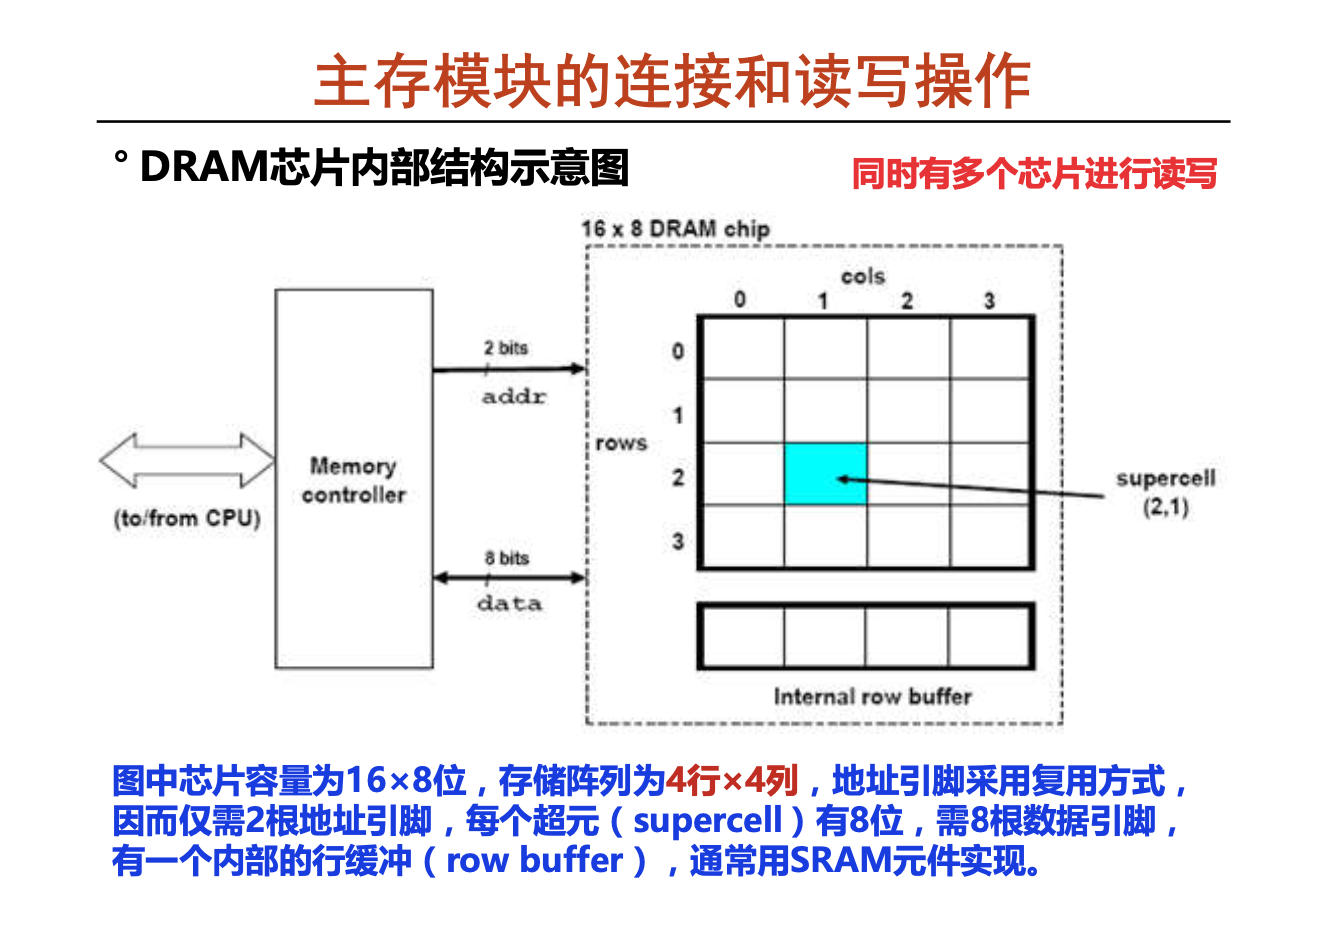 主存模块的连接和读写操作
° DRAM芯片内部结构示意图
同时有多个芯片进行读写
16 x 8 DRAM chip
cols
0 1 2 3
0
1
2
3
rows
2 bits
addr
Memory
controller
(to/from CPU)
8 bits
data
supercell
(2,1)
Internal row buffer
图中芯片容量为16×8位，存储阵列为4行×4列，地址引脚采用复用方式，
因而仅需2根地址引脚，每个超元（supercell）有8位，需8根数据引脚，
有一个内部的行缓冲（row buffer），通常用SRAM元件实现。